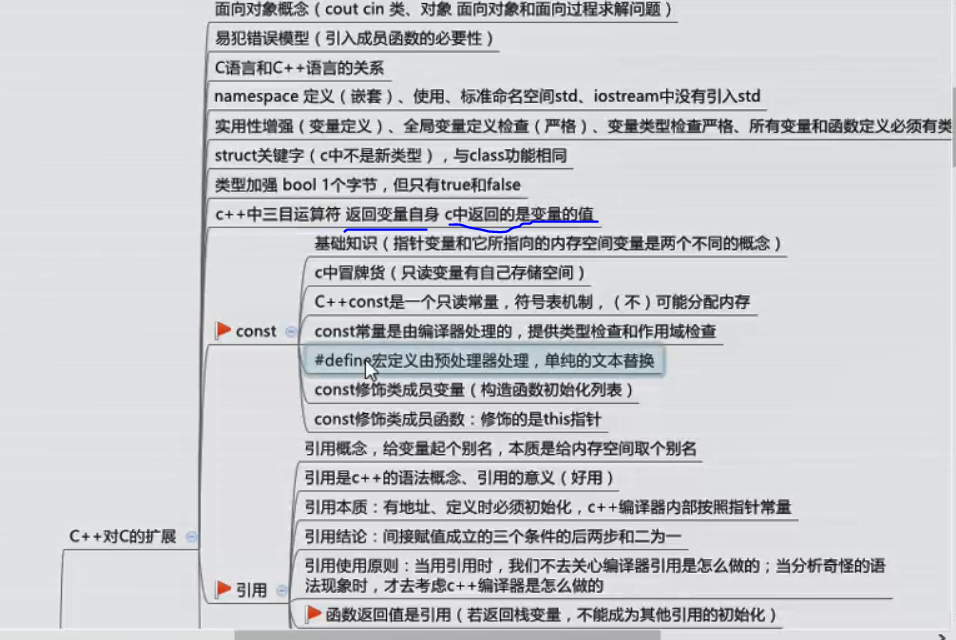 面向对象概念（cout cin 类、对象 面向对象和面向过程求解问题）
易犯错误模型（引入成员函数的必要性）
C语言和C++语言的关系
namespace 定义（嵌套）、使用、标准命名空间std、iostream中没有引入std
实用性增强（变量定义）、全局变量定义检查（严格）、变量类型检查严格、所有变量和函数定义必须有类
struct关键字（c中不是新类型），与class功能相同
类型加强 bool 1个字节，但只有true和false
c++中三目运算符 返回变量自身 c中返回的是变量的值
基础知识（指针变量和它所指向的内存空间变量是两个不同的概念）
c中冒牌货（只读变量有自己存储空间）
C++const是一个只读常量，符号表机制，（不）可能分配内存
const
const常量是由编译器处理的，提供类型检查和作用域检查
#define宏定义由预处理器处理，单纯的文本替换
const修饰类成员变量（构造函数初始化列表）
const修饰类成员函数：修饰的是this指针
引用概念，给变量起个别名，本质是给内存空间取个别名
引用是c++的语法概念、引用的意义（好用）
引用本质：有地址、定义时必须初始化，c++编译器内部按照指针常量
C++对C的扩展
引用结论：间接赋值成立的三个条件的后两步和二为一
引用使用原则：当用引用时，我们不去关心编译器引用是怎么做的；当分析奇怪的语
法现象时，才去考虑c++编译器是怎么做的
引用
函数返回值是引用（若返回栈变量，不能成为其他引用的初始化）